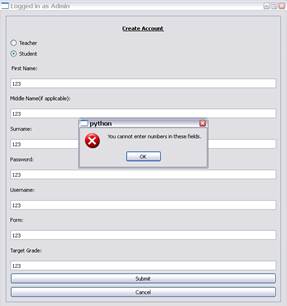 Logged in as Admin
Create Account
Teacher
Student
First Name:
123
Middle Name(if applicable):
123
Surname:
123
python
You cannot enter numbers in these fields.
OK
Password:
123
Username:
123
Form:
123
Target Grade:
123
Submit
Cancel